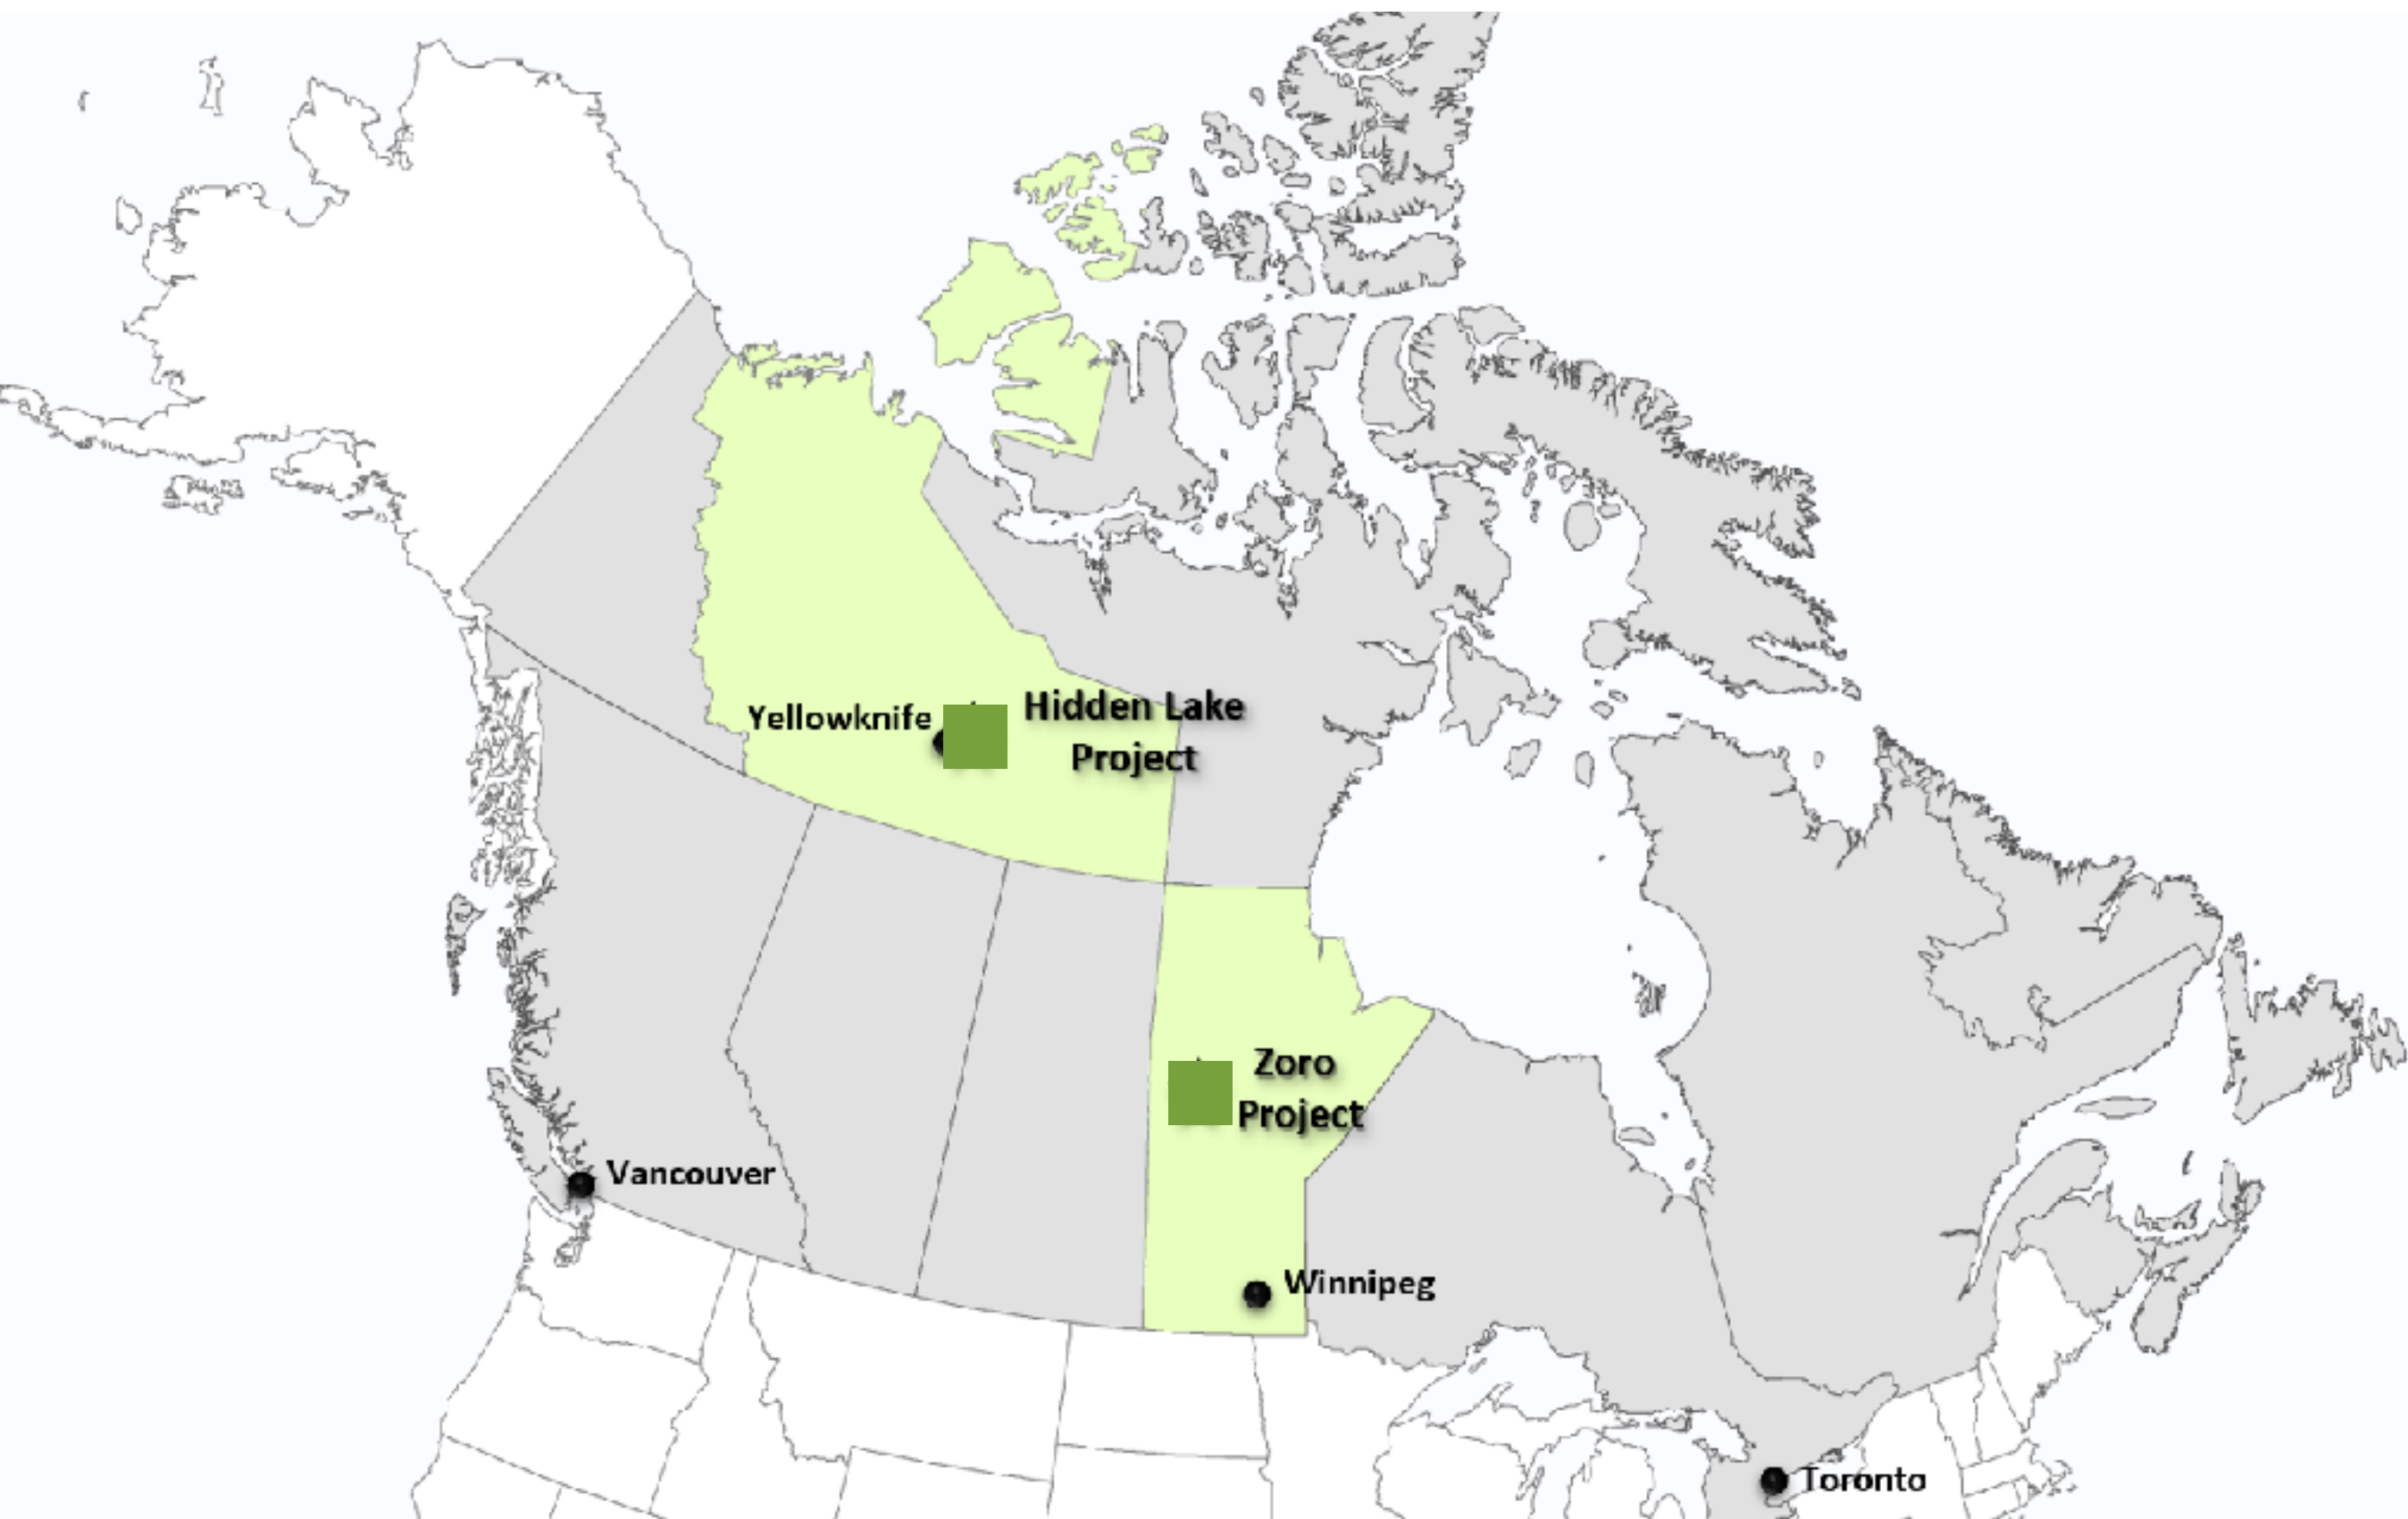 Yellowknife
Hidden Lake
Project
Zoro
Project
Vancouver
Winnipeg
Toronto